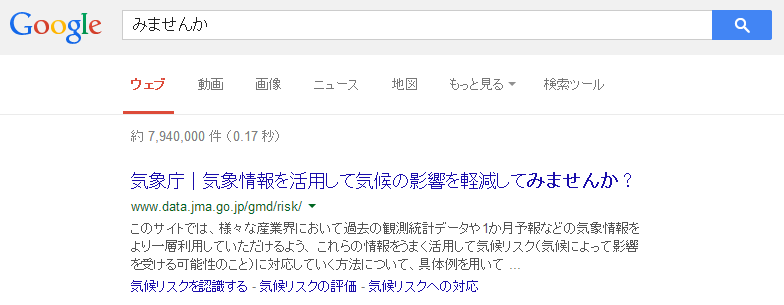 Google みませんか
ウェブ 動画 画像 ニュース 地図 もっと見る 検索ツール
約 7,940,000 件 (0.17 秒)
気象庁｜気象情報を活用して気候の影響を軽減してみませんか？
www.data.jma.go.jp/gmd/risk/
このサイトでは、様々な産業界において過去の観測統計データや1か月予報などの気象情報を
より一層利用していただけるよう、これらの情報をうまく活用して気候リスク（気候によって影響
を受ける可能性のこと）に対応していく方法について、具体例を用いて ...
気候リスクを認識する - 気候リスクの評価 - 気候リスクへの対応